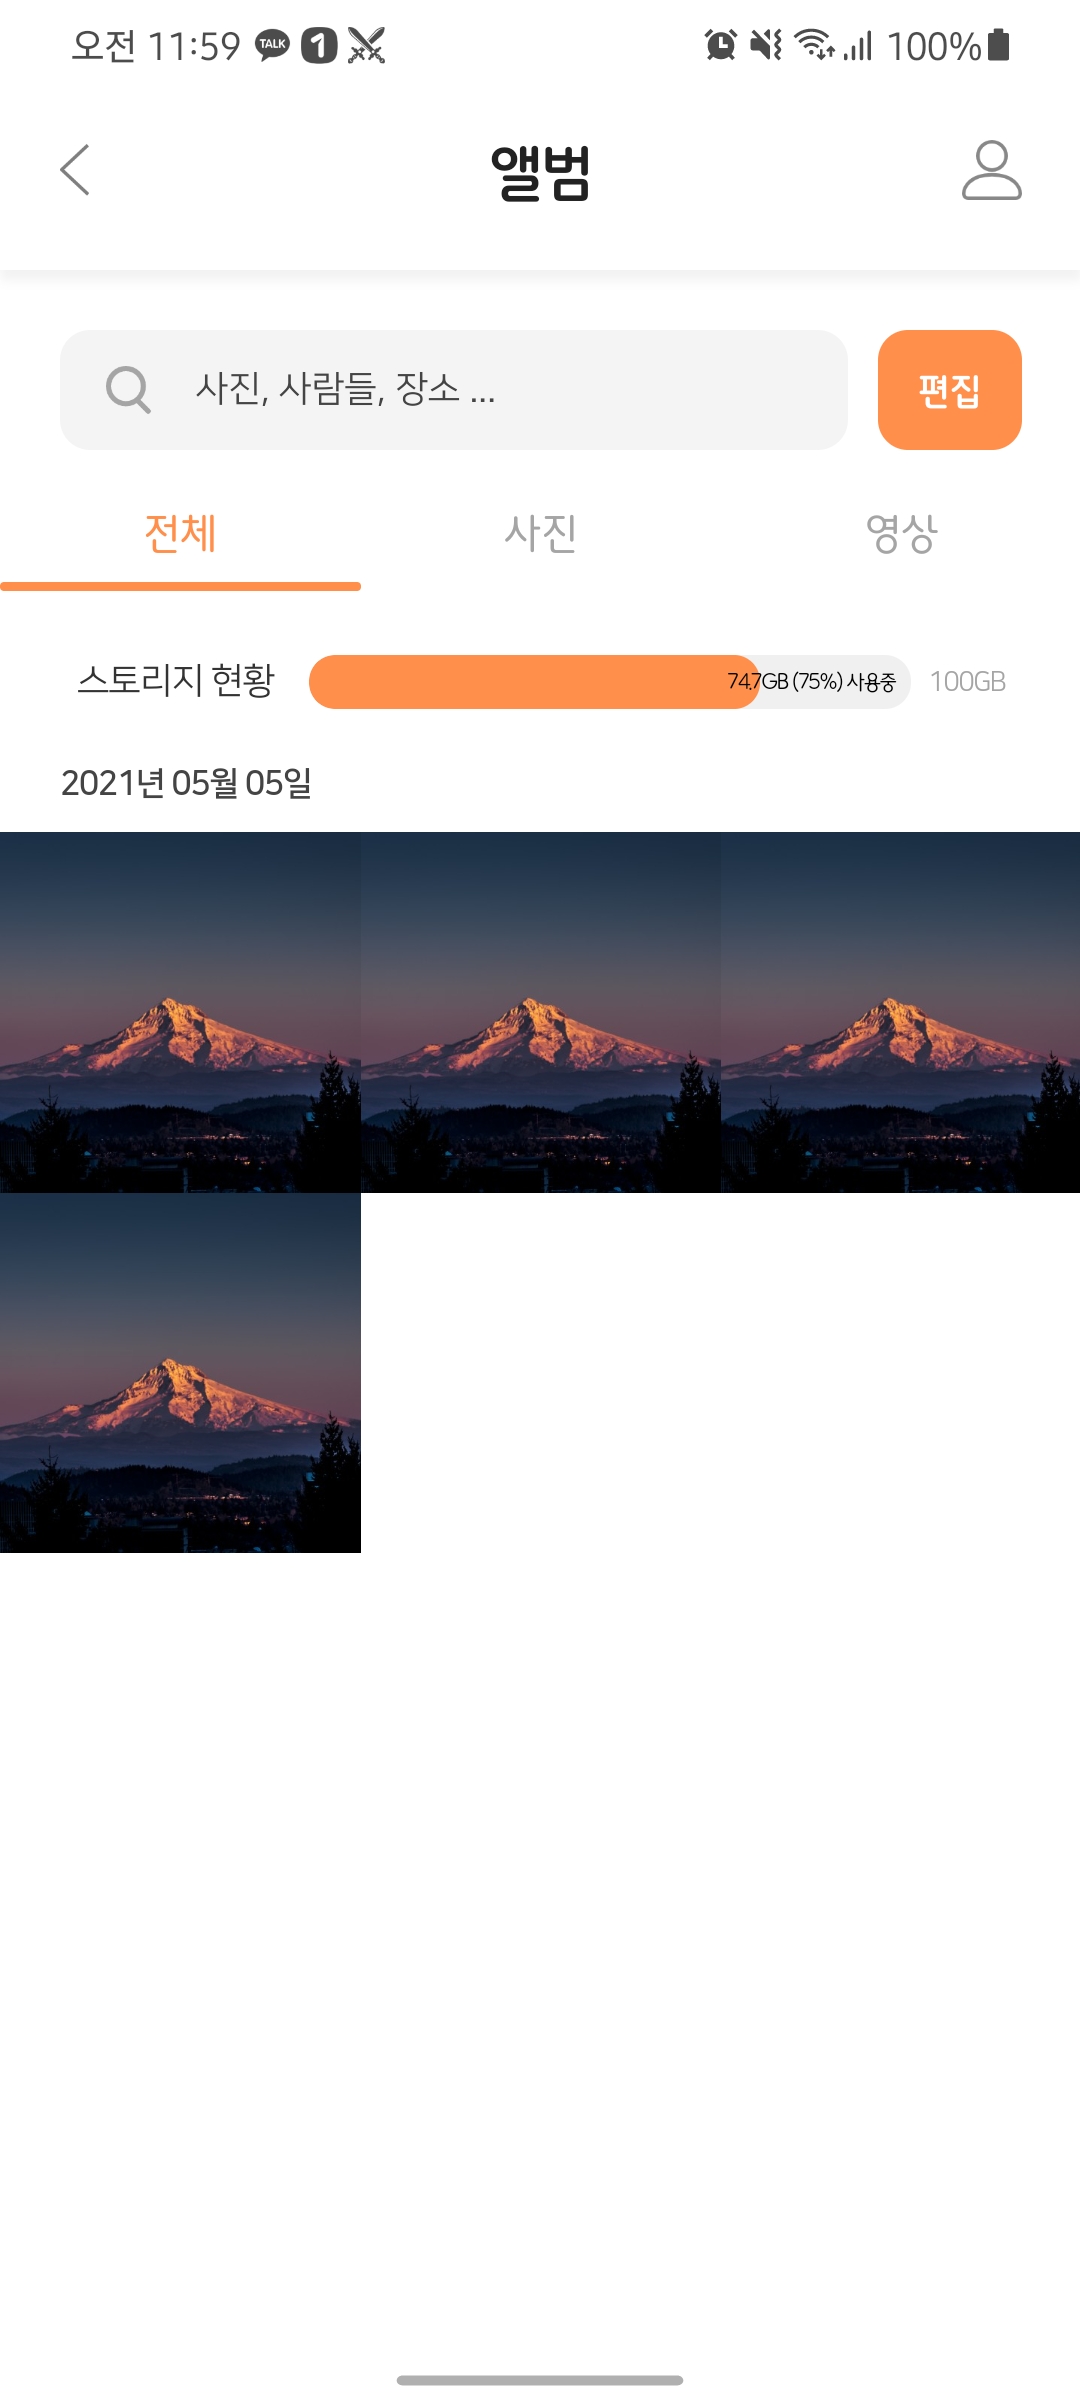 오전 11:59 TALK 1 100%
앨범
사진, 사람들, 장소 ...
편집
전체 사진 영상
스토리지 현황 74.7GB (75%) 사용중 100GB
2021년 05월 05일